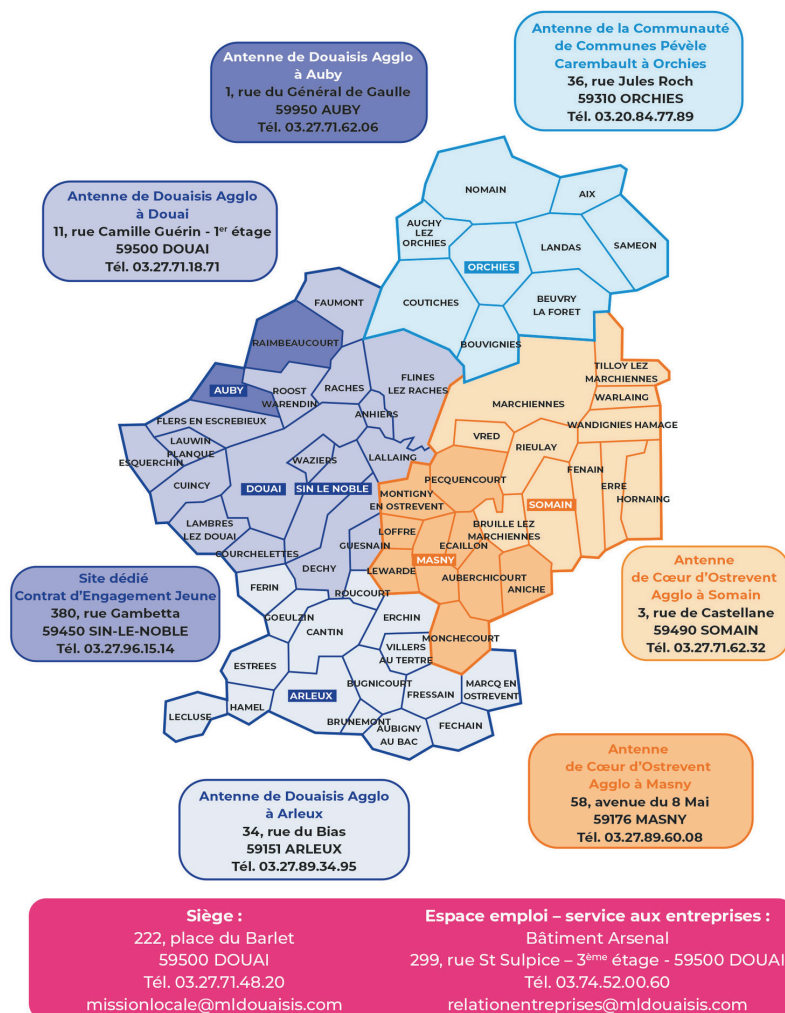 Antenne de Douaisis Agglo
à Auby
1, rue du Général de Gaulle
59950 AUBY
Tél. 03.27.71.62.06
Antenne de la Communauté
de Communes Pévèle
Carembault à Orchies
36, rue Jules Roch
59310 ORCHIES
Tél. 03.20.84.77.89
Antenne de Douaisis Agglo
à Douai
11, rue Camille Guérin - 1er étage
59500 DOUAI
Tél. 03.27.71.18.71
NOMAIN
AIX
AUCHY
LEZ
ORCHIES
LANDAS
SAMEON
ORCHIES
COUTICHES
BEUVRY
LA FORET
BOUVIGNIES
FAUMONT
RAIMBEAUCOURT
AUBY
ROOST
WARENDIN
RACHES
FLINES
LEZ RACHES
ANHIERS
FLERS EN ESCREBIEUX
LAUWIN
PLANQUE
ESQUERCHIN
CUINCY
WAZIERS
LALLAING
DOUAI
SIN LE NOBLE
LAMBRES
LEZ DOUAI
COURCHELETTES
DECHY
GUESNAIN
TILLOY LEZ
MARCHIENNES
WARLAING
MARCHIENNES
WANDIGNIES HAMAGE
VRED
RIEULAY
FENAIN
ERRE
HORNAING
PECQUENCOURT
MONTIGNY
EN OSTREVENT
SOMAIN
BRUILLE LEZ
MARCHIENNES
LOFFRE
ECAILLON
MASNY
LEWARDE
AUBERCHICOURT
ANICHE
MONCHECOURT
FERIN
ROUCOURT
GOEULZIN
CANTIN
ERCHIN
VILLERS
AU TERTRE
ESTREES
BUGNICOURT
FRESSAIN
MARCQ EN
OSTREVENT
ARLEUX
HAMEL
LECLUSE
BRUNEMONT
AUBIGNY
AU BAC
FECHAIN
Site dédié
Contrat d'Engagement Jeune
380, rue Gambetta
59450 SIN-LE-NOBLE
Tél. 03.27.96.15.14
Antenne
de Cœur d'Ostrevent
Agglo à Somain
3, rue de Castellane
59490 SOMAIN
Tél. 03.27.71.62.32
Antenne de Douaisis Agglo
à Arleux
34, rue du Bias
59151 ARLEUX
Tél. 03.27.89.34.95
Antenne
de Cœur d'Ostrevent
Agglo à Masny
58, avenue du 8 Mai
59176 MASNY
Tél. 03.27.89.60.08
Siège :
222, place du Barlet
59500 DOUAI
Tél. 03.27.71.48.20
missionlocale@mldouaisis.com
Espace emploi – service aux entreprises :
Bâtiment Arsenal
299, rue St Sulpice – 3ème étage - 59500 DOUAI
Tél. 03.74.52.00.60
relationentreprises@mldouaisis.com